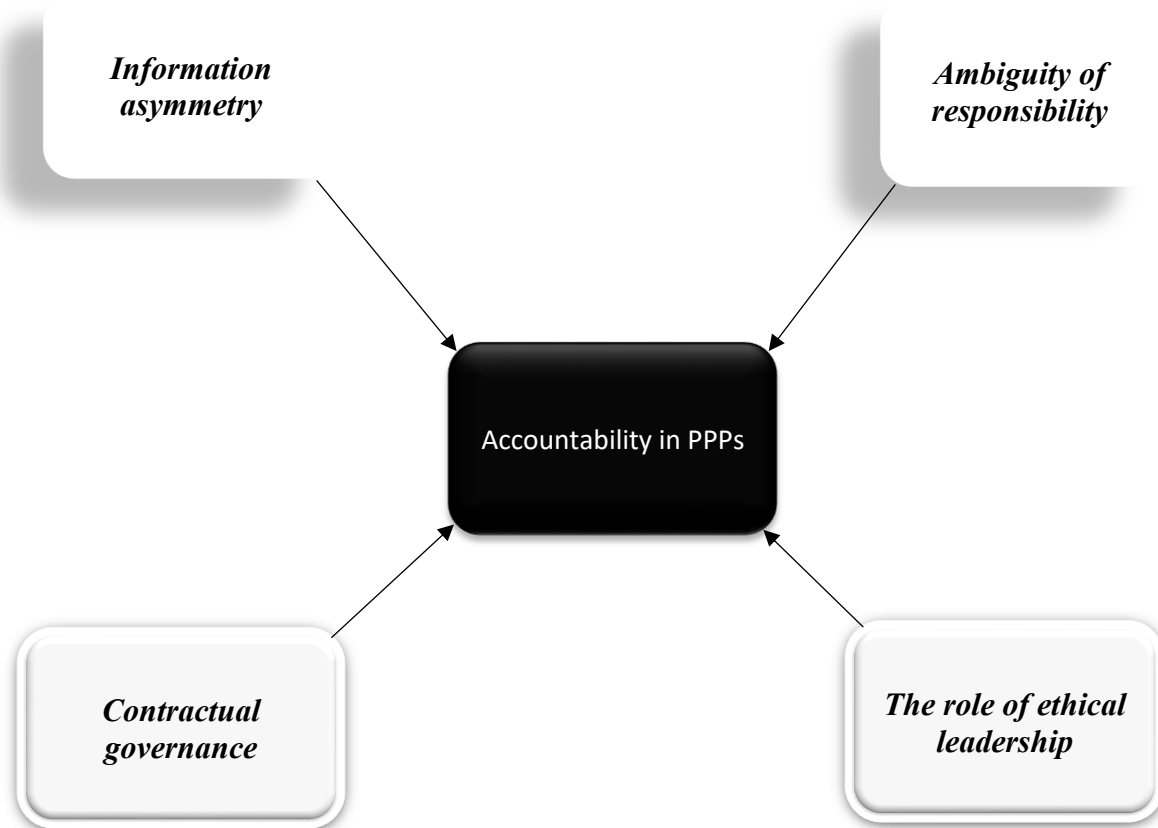 Information
asymmetry
Ambiguity of
responsibility
Accountability in PPPs
Contractual
governance
The role of ethical
leadership